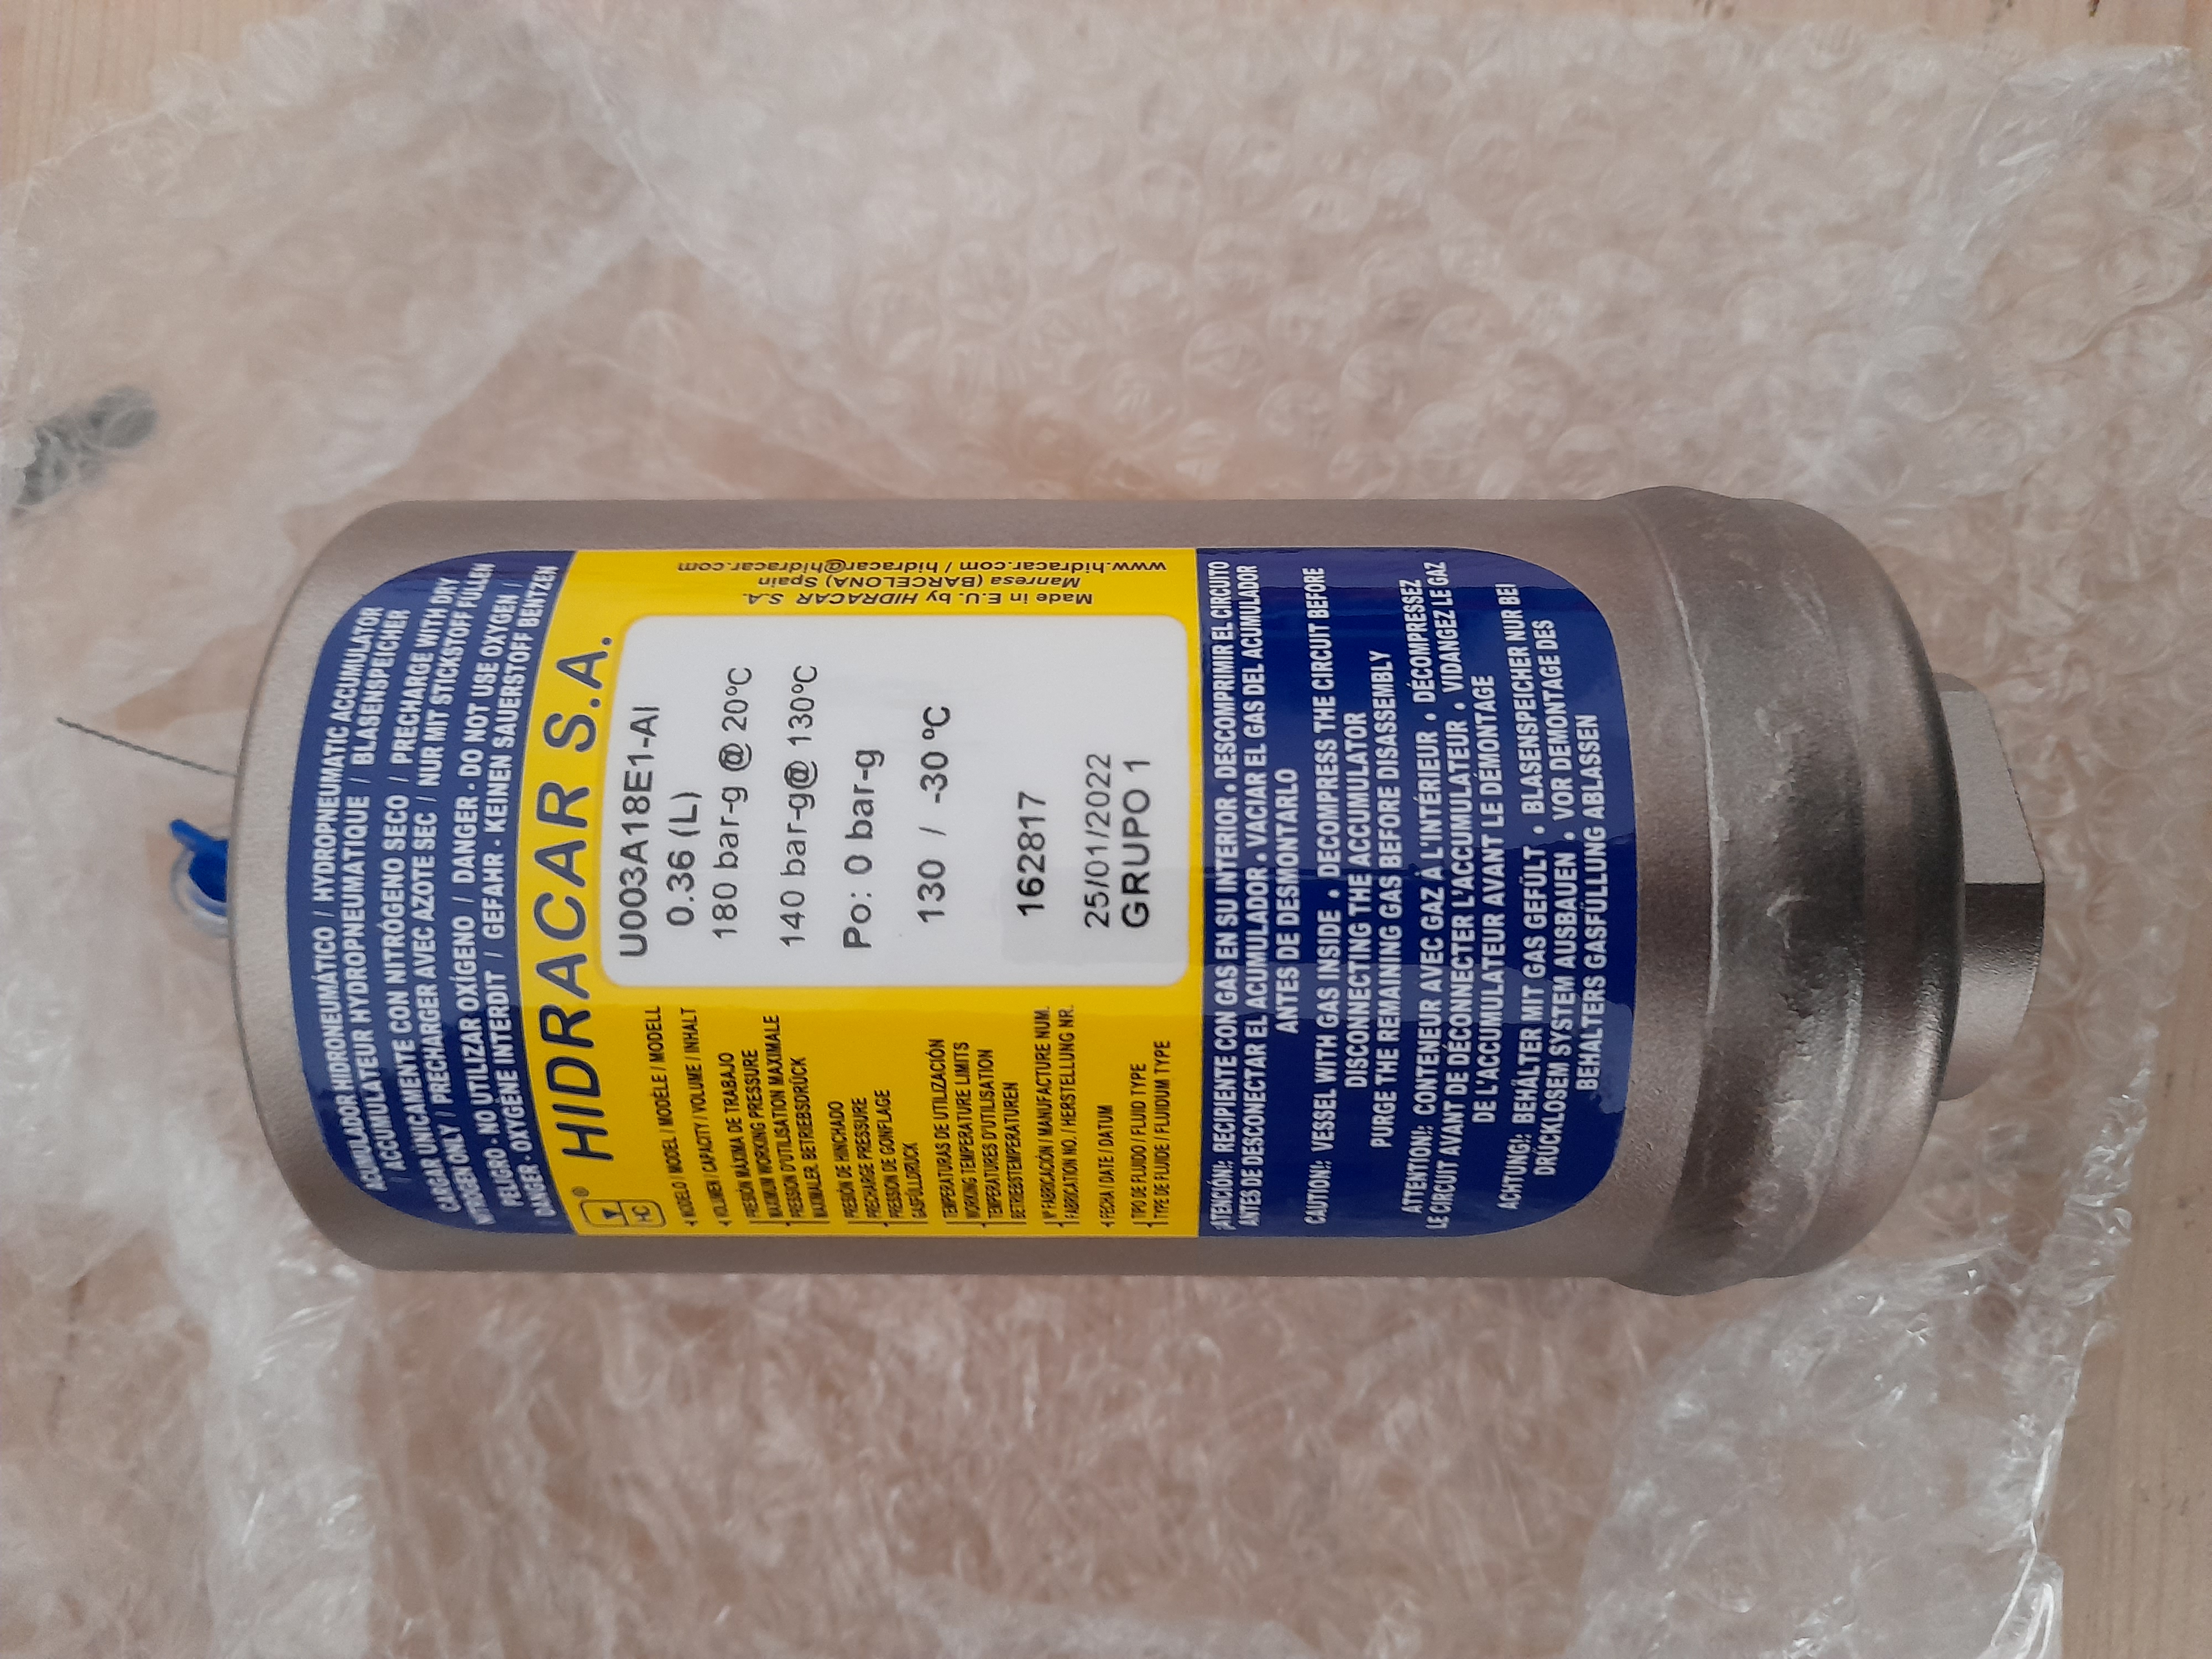 ACUMULADOR HIDRONEUMÁTICO / HYDROPNEUMATIC ACCUMULATOR
/ ACCUMULATEUR HYDROPNEUMATIQUE / BLASENSPEICHER
CARGAR UNICAMENTE CON NITRÓGENO SECO / PRECHARGE WITH DRY
NITROGEN ONLY / PRECHARGER AVEC AZOTE SEC / NUR MIT STICKSTOFF FÜLEN
PELIGRO - NO UTILIZAR OXÍGENO / DANGER - DO NOT USE OXYGEN /
DANGER - OXYGÈNE INTERDIT / GEFAHR - KEINEN SAUERSTOFF BENTZEN
HC ® HIDRACAR S.A.
MODELO / MODEL / MODÈLE / MODELL
U003A18E1-AI
VOLUMEN / CAPACITY / VOLUME / INHALT
0.36 (L)
PRESIÓN MÁXIMA DE TRABAJO
MAXIMUM WORKING PRESSURE
PRESSION D'UTILISATION MAXIMALE
MAXIMALER BETRIEBSDRÜCK
180 bar-g @ 20ºC
140 bar-g@ 130ºC
PRESIÓN DE HINCHADO
PRECHARGE PRESSURE
PRESSION DE GONFLAGE
GASFÜLLDRÜCK
Po: 0 bar-g
TEMPERATURAS DE UTILIZACIÓN
WORKING TEMPERATURE LIMITS
TEMPÉRATURES D'UTILISATION
BETRIEBSTEMPERATUREN
130 / -30 ºC
Nº FABRICACIÓN / MANUFACTURE NUM.
FABRICATION NO. / HERSTELLUNG NR.
162817
FECHA / DATE / DATUM
25/01/2022
TIPO DE FLUIDO / FLUID TYPE
TYPE DE FLUIDE / FLUIDUM TYPE
GRUPO 1
Made in E.U. by HIDRACAR S.A.
Manresa (BARCELONA) Spain
www.hidracar.com / hidracar@hidracar.com
¡ATENCIÓN!: RECIPIENTE CON GAS EN SU INTERIOR • DESCOMPRIMIR EL CIRCUITO
ANTES DE DESCONECTAR EL ACUMULADOR • VACIAR EL GAS DEL ACUMULADOR
ANTES DE DESMONTARLO
CAUTION!: VESSEL WITH GAS INSIDE • DECOMPRESS THE CIRCUIT BEFORE
DISCONNECTING THE ACCUMULATOR
PURGE THE REMAINING GAS BEFORE DISASSEMBLY
ATTENTION!: CONTENEUR AVEC GAZ À L'INTÉRIEUR • DÉCOMPRESSEZ
LE CIRCUIT AVANT DE DÉCONNECTER L'ACCUMULATEUR • VIDANGEZ LE GAZ
DE L'ACCUMULATEUR AVANT LE DÉMONTAGE
ACHTUNG!: BEHÄLTER MIT GAS GEFÜLT • BLASENSPEICHER NUR BEI
DRÜCKLOSEM SYSTEM AUSBAUEN • VOR DEMONTAGE DES
BEHALTERS GASFÜLLUNG ABLASSEN